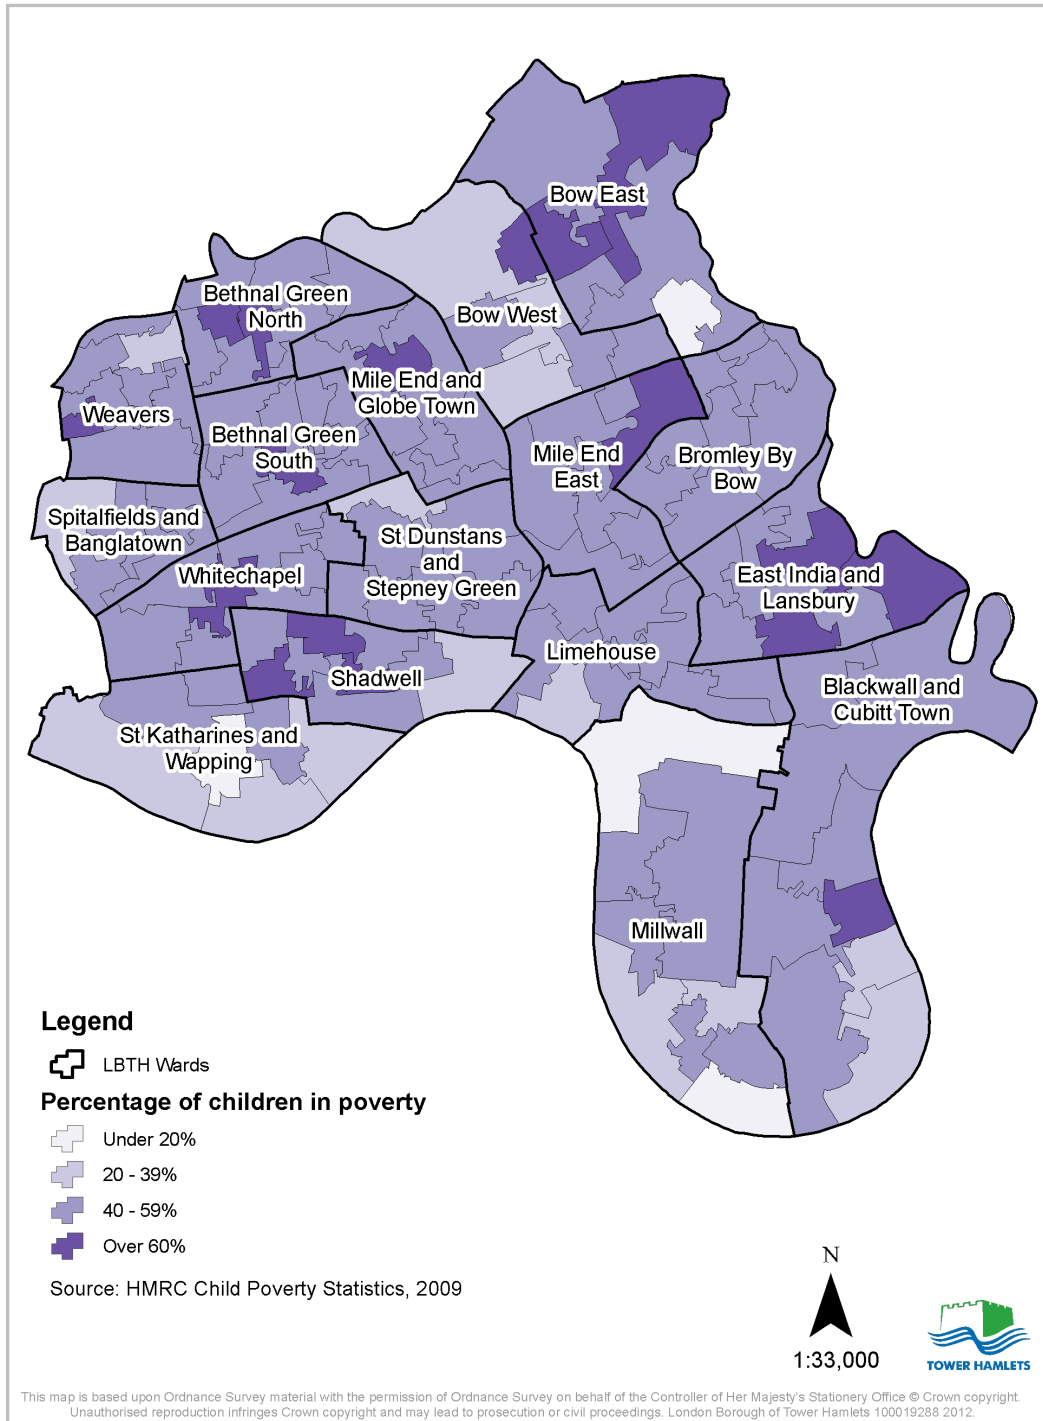 Bow East
Bethnal Green
North
Bow West
Mile End and
Globe Town
Weavers
Bethnal Green
South
Mile End
East
Bromley By
Bow
Spitalfields and
Banglatown
St Dunstans
and
Stepney Green
Whitechapel
East India and
Lansbury
Limehouse
Shadwell
Blackwall and
Cubitt Town
St Katharines and
Wapping
Millwall
Legend
LBTH Wards
Percentage of children in poverty
Under 20%
20 - 39%
40 - 59%
Over 60%
Source: HMRC Child Poverty Statistics, 2009
N
1:33,000
TOWER HAMLETS
This map is based upon Ordnance Survey material with the permission of Ordnance Survey on behalf of the Controller of Her Majesty's Stationery Office © Crown copyright.
Unauthorised reproduction infringes Crown copyright and may lead to prosecution or civil proceedings. London Borough of Tower Hamlets 100019288 2012.